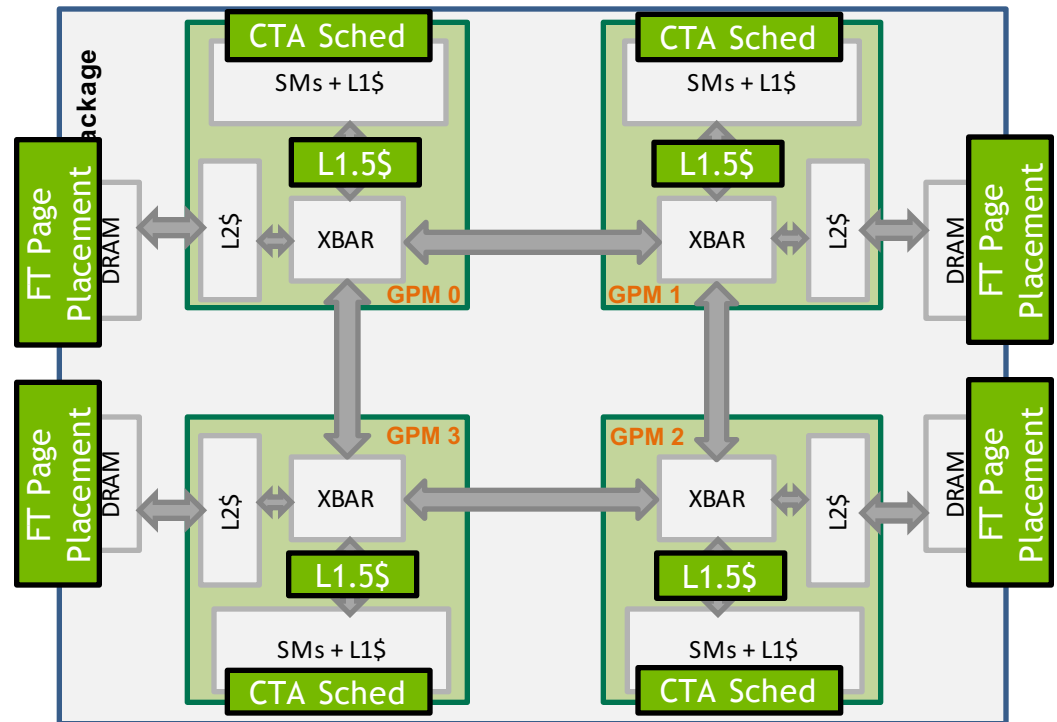 CTA Sched
SMs + L1$
L1.5$
L2$
XBAR
GPM 0
CTA Sched
SMs + L1$
L1.5$
XBAR
L2$
GPM 1
ackage
FT Page
Placement
DRAM
DRAM
FT Page
Placement
FT Page
Placement
DRAM
GPM 3
L2$
XBAR
L1.5$
SMs + L1$
CTA Sched
GPM 2
XBAR
L2$
L1.5$
SMs + L1$
CTA Sched
DRAM
FT Page
Placement